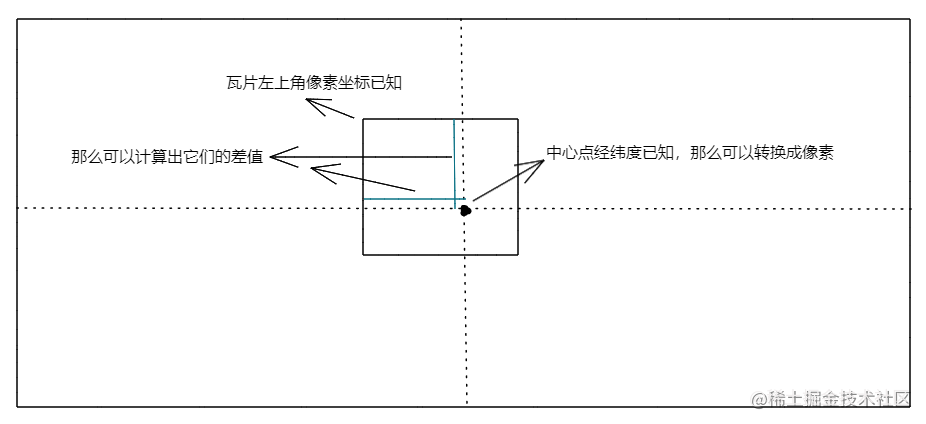 瓦片左上角像素坐标已知
那么可以计算出它们的差值
中心点经纬度已知，那么可以转换成像素
@稀土掘金技术社区